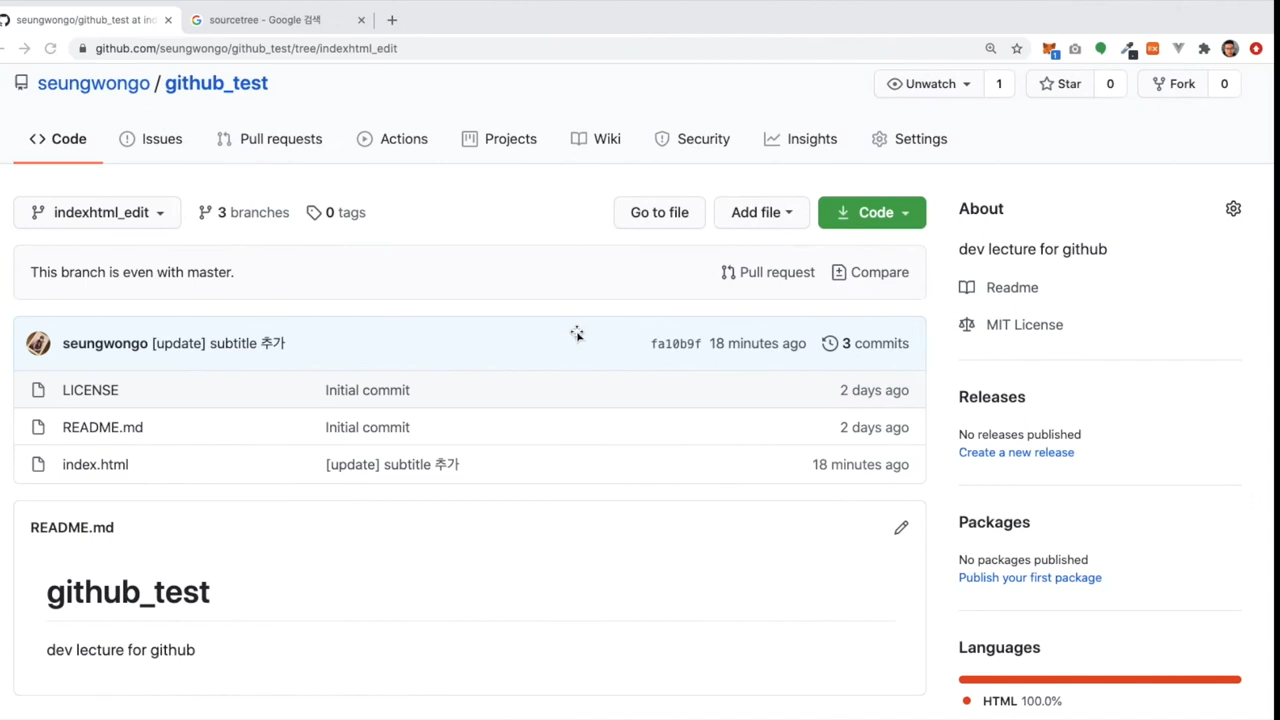 seungwongo/github_test at ind
sourcetree - Google 검색
github.com/seungwongo/github_test/tree/indexhtml_edit
seungwongo / github_test
Unwatch 1 Star 0 Fork 0
Code Issues Pull requests Actions Projects Wiki Security Insights Settings
indexhtml_edit 3 branches 0 tags Go to file Add file Code
This branch is even with master. Pull request Compare
seungwongo [update] subtitle 추가 fa10b9f 18 minutes ago 3 commits
LICENSE Initial commit 2 days ago
README.md Initial commit 2 days ago
index.html [update] subtitle 추가 18 minutes ago
README.md
github_test
dev lecture for github
About
dev lecture for github
Readme
MIT License
Releases
No releases published
Create a new release
Packages
No packages published
Publish your first package
Languages
HTML 100.0%